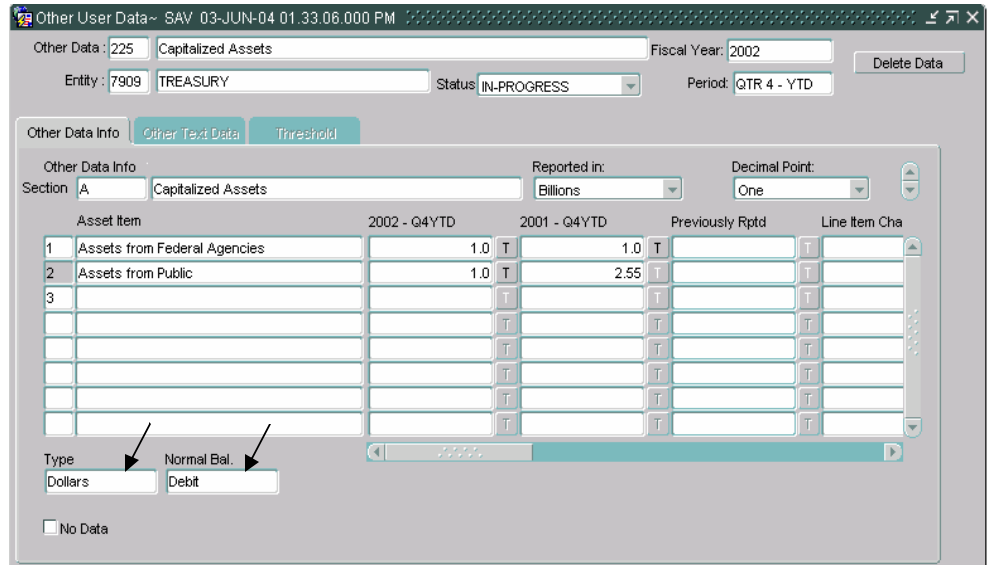 Other User Data~ SAV 03-JUN-04 01.33.06.000 PM
Other Data : 225 Capitalized Assets Fiscal Year: 2002 Delete Data
Entity : 7909 TREASURY Status IN-PROGRESS Period: QTR 4 - YTD
Other Data Info Other Text Data Threshold
Other Data Info Reported in: Decimal Point:
Section A Capitalized Assets Billions One
Asset Item 2002 - Q4YTD 2001 - Q4YTD Previously Rptd Line Item Cha
1 Assets from Federal Agencies 1.0 T 1.0 T T
2 Assets from Public 1.0 T 2.55 T T
3 T T T
T T T
T T T
T T T
T T T
T T T
Type Normal Bal.
Dollars Debit
No Data